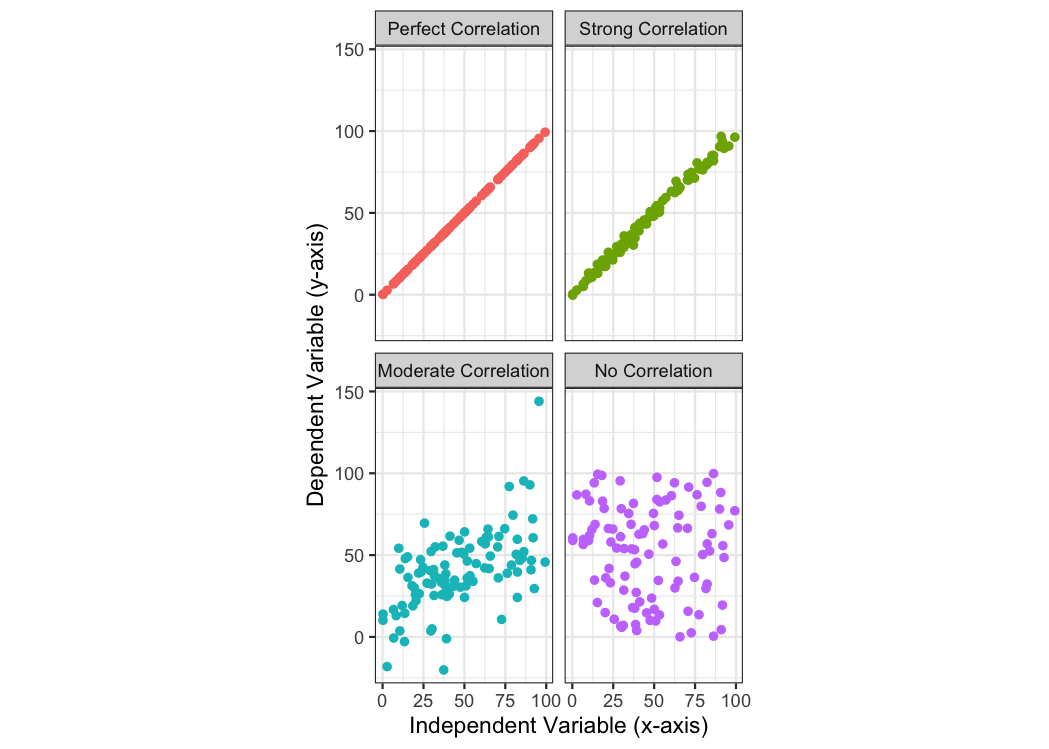 Perfect Correlation
Strong Correlation
150
100
50
0
Moderate Correlation
No Correlation
150
100
50
0
0 25 50 75 100
0 25 50 75 100
Independent Variable (x-axis)
Dependent Variable (y-axis)